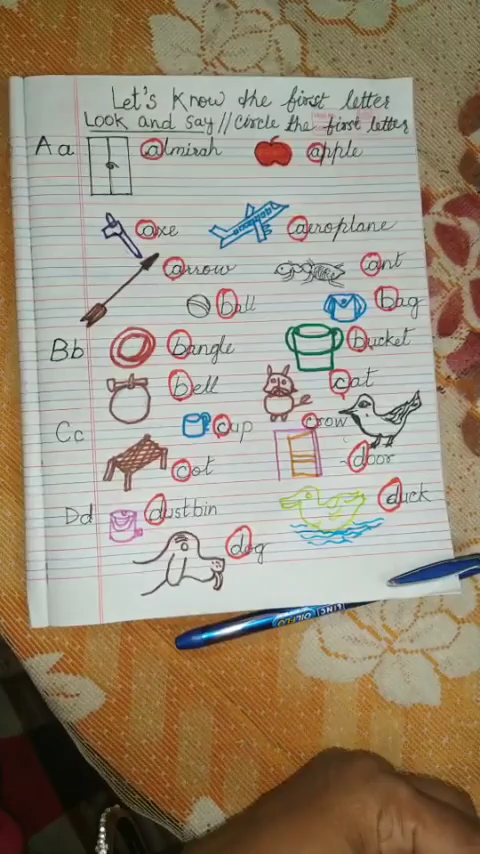 Let's Know the first letter
Look and say // circle the first letter
Aa almirah apple
axe aeroplane
arrow ant
ball bag
Bb bangle bucket
bell cat
Cc cup crow
cot door
Dd dustbin duck
dog